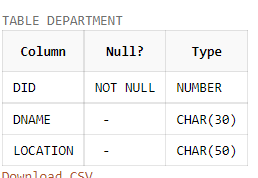 TABLE DEPARTMENT
Column Null? Type
DID NOT NULL NUMBER
DNAME - CHAR(30)
LOCATION - CHAR(50)
Download CSV